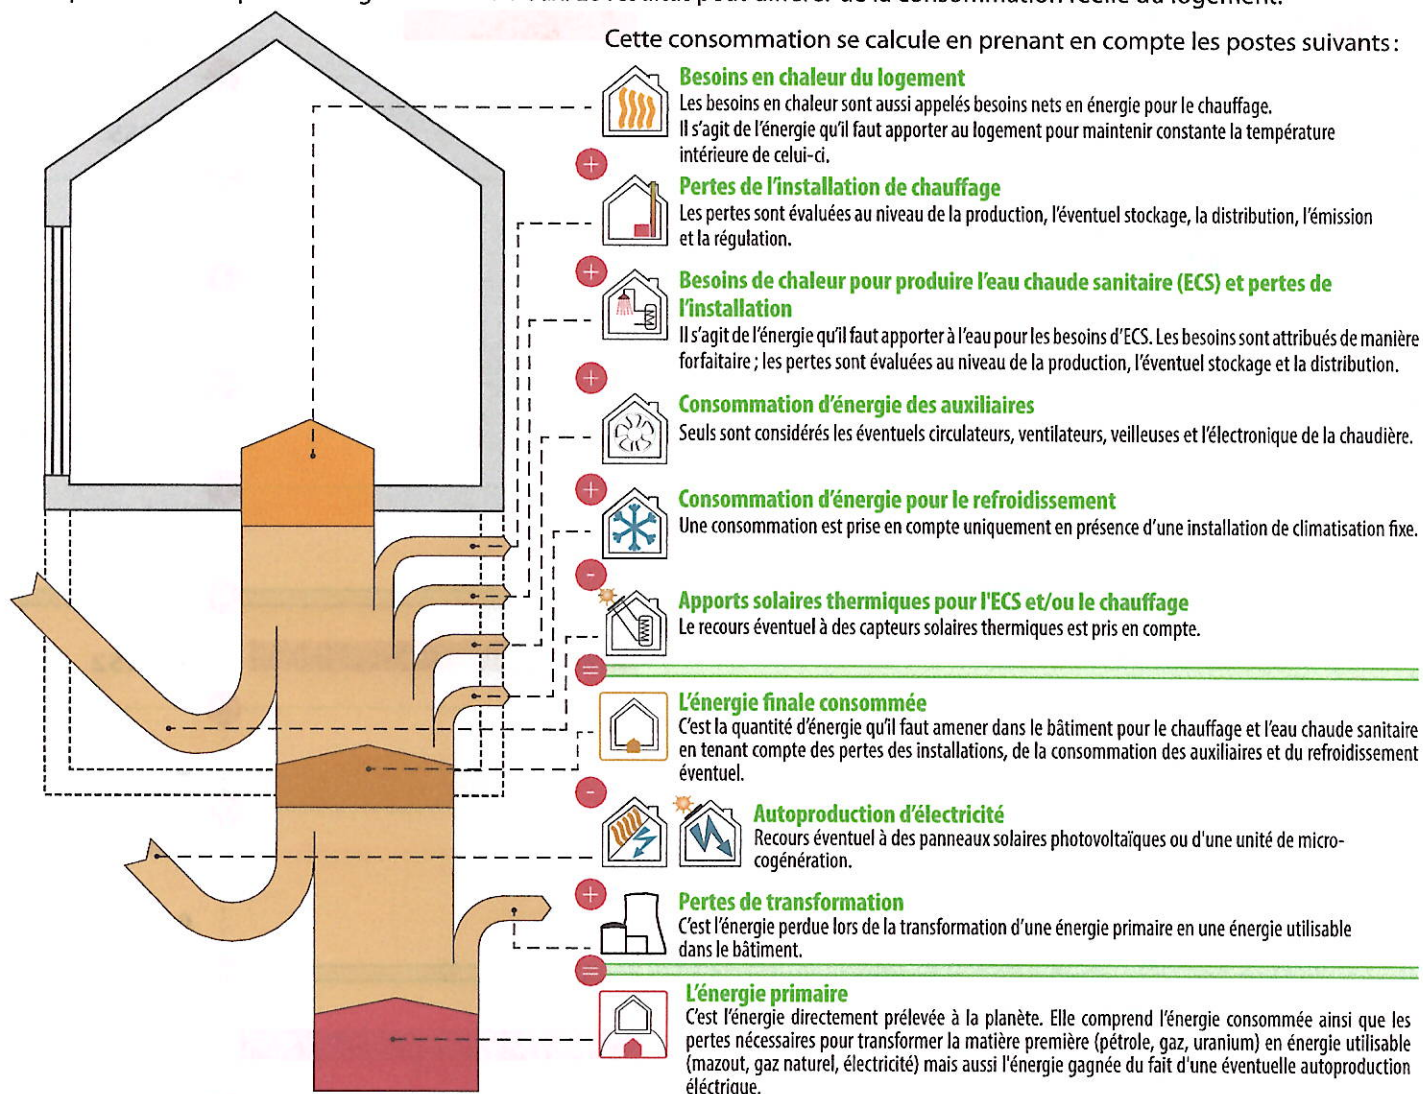 peut différer de la consommation réelle du logement.
Cette consommation se calcule en prenant en compte les postes suivants :
Besoins en chaleur du logement
Les besoins en chaleur sont aussi appelés besoins nets en énergie pour le chauffage.
Il s'agit de l'énergie qu'il faut apporter au logement pour maintenir constante la température
intérieure de celui-ci.
+
Pertes de l'installation de chauffage
Les pertes sont évaluées au niveau de la production, l'éventuel stockage, la distribution, l'émission
et la régulation.
+
Besoins de chaleur pour produire l'eau chaude sanitaire (ECS) et pertes de
l'installation
Il s'agit de l'énergie qu'il faut apporter à l'eau pour les besoins d'ECS. Les besoins sont attribués de manière
forfaitaire ; les pertes sont évaluées au niveau de la production, l'éventuel stockage et la distribution.
+
Consommation d'énergie des auxiliaires
Seuls sont considérés les éventuels circulateurs, ventilateurs, veilleuses et l'électronique de la chaudière.
+
Consommation d'énergie pour le refroidissement
Une consommation est prise en compte uniquement en présence d'une installation de climatisation fixe.
-
Apports solaires thermiques pour l'ECS et/ou le chauffage
Le recours éventuel à des capteurs solaires thermiques est pris en compte.
=
L'énergie finale consommée
C'est la quantité d'énergie qu'il faut amener dans le bâtiment pour le chauffage et l'eau chaude sanitaire
en tenant compte des pertes des installations, de la consommation des auxiliaires et du refroidissement
éventuel.
-
Autoproduction d'électricité
Recours éventuel à des panneaux solaires photovoltaïques ou d'une unité de micro-
cogénération.
+
Pertes de transformation
C'est l'énergie perdue lors de la transformation d'une énergie primaire en une énergie utilisable
dans le bâtiment.
=
L'énergie primaire
C'est l'énergie directement prélevée à la planète. Elle comprend l'énergie consommée ainsi que les
pertes nécessaires pour transformer la matière première (pétrole, gaz, uranium) en énergie utilisable
(mazout, gaz naturel, électricité) mais aussi l'énergie gagnée du fait d'une éventuelle autoproduction
éléctrique.